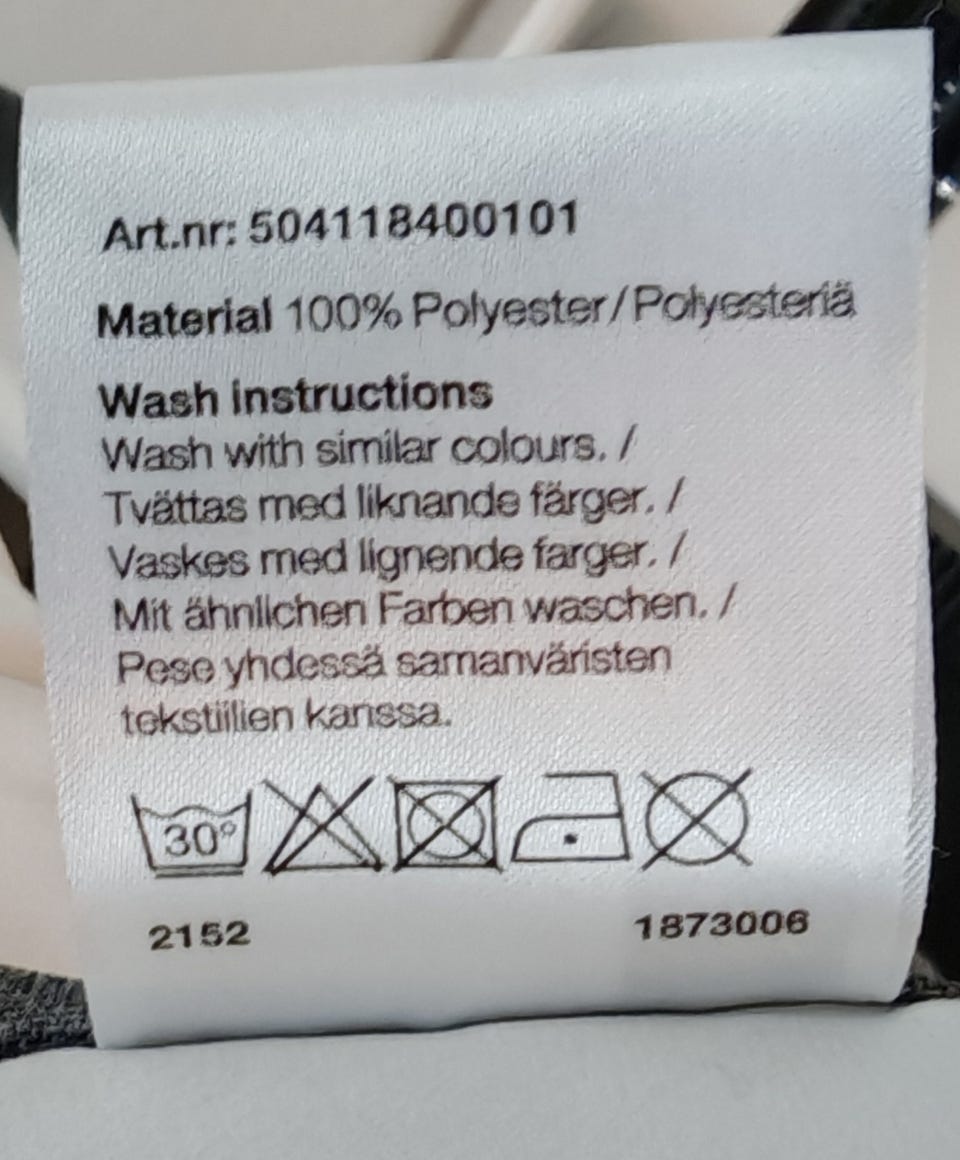 Art.nr: 504118400101
Material 100% Polyester/Polyesteriä
Wash instructions
Wash with similar colours. /
Tvättas med liknande färger. /
Vaskes med lignende farger. /
Mit ähnlichen Farben waschen. /
Pese yhdessä samanväristen
tekstiilien kanssa.
30°
2152 1873006